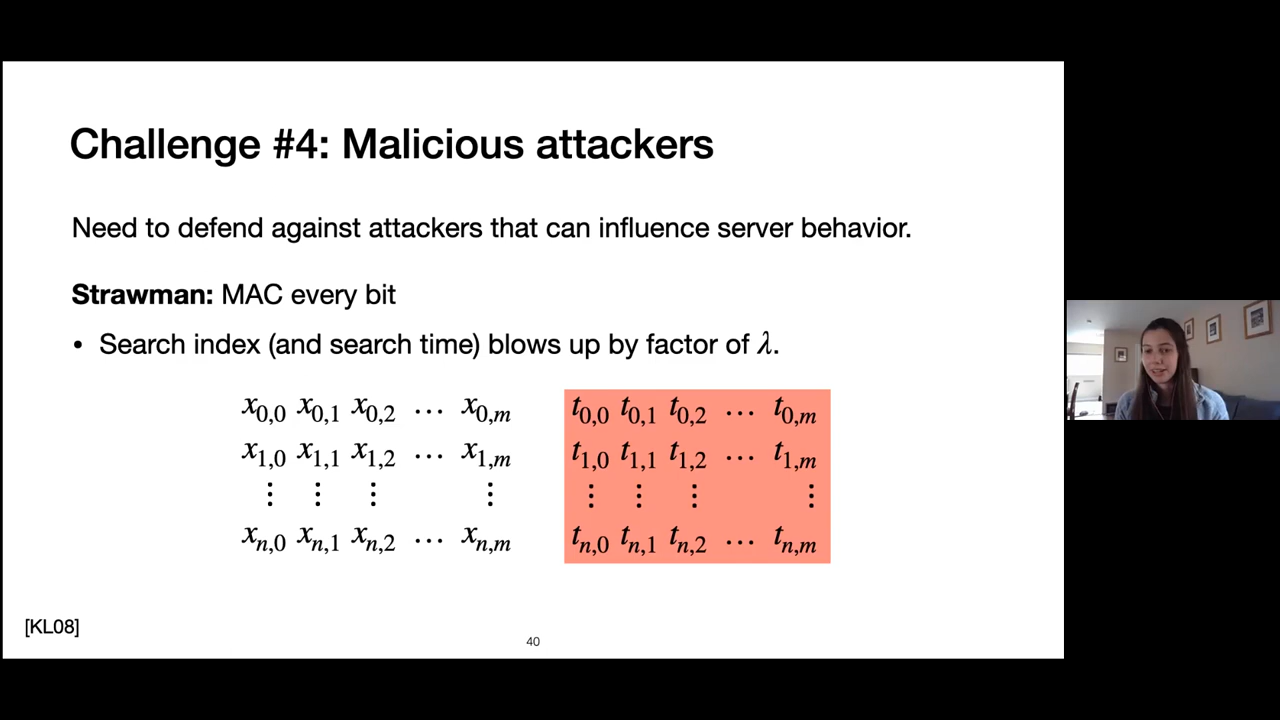 Challenge #4: Malicious attackers
Need to defend against attackers that can influence server behavior.
Strawman: MAC every bit
• Search index (and search time) blows up by factor of λ.
x0,0 x0,1 x0,2 … x0,m t0,0 t0,1 t0,2 … t0,m
x1,0 x1,1 x1,2 … x1,m t1,0 t1,1 t1,2 … t1,m
⋮ ⋮ ⋮ ⋮ ⋮ ⋮ ⋮ ⋮
xn,0 xn,1 xn,2 … xn,m tn,0 tn,1 tn,2 … tn,m
[KL08]
40